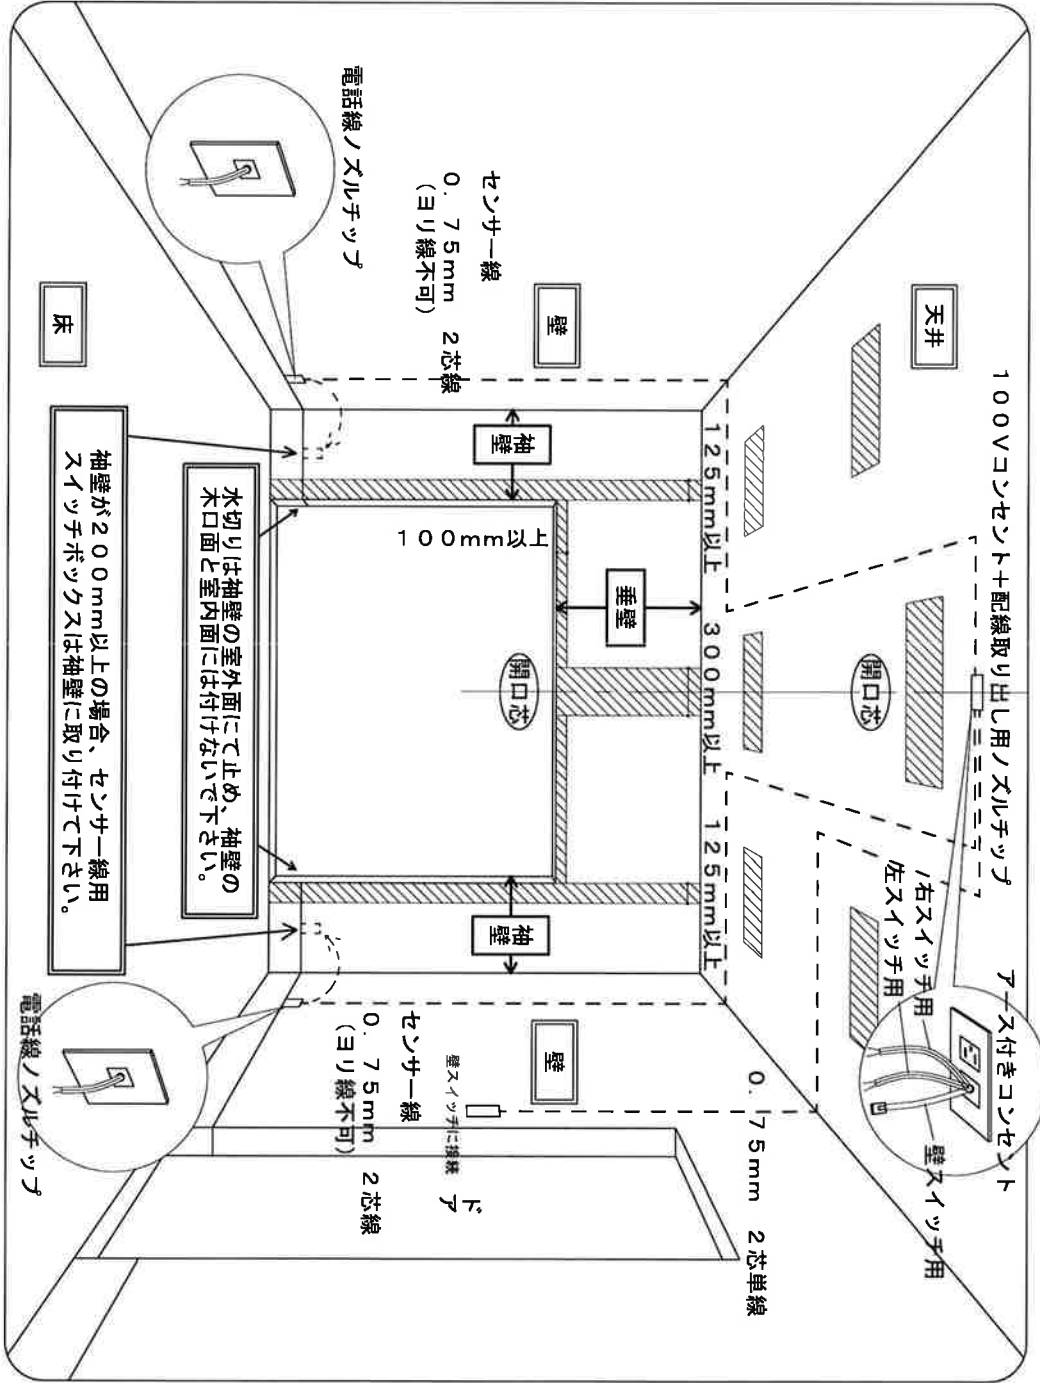 100Vコンセント+配線取り出し用ノズルチップ
アース付きコンセント
天井
右スイッチ用
左スイッチ用
壁スイッチ用
開口芯
0.75mm 2芯単線
125mm以上
300mm以上
125mm以上
壁
センサー線
0.75mm 2芯線
(ヨリ線不可)
袖壁
垂壁
開口芯
100mm以上
袖壁
壁
壁スイッチに接続
ドア
センサー線
0.75mm 2芯線
(ヨリ線不可)
電話線ノズルチップ
水切りは袖壁の室外面にて止め、袖壁の
木口面と室内面には付けないで下さい。
床
袖壁が200mm以上の場合、センサー線用
スイッチボックスは袖壁に取り付けて下さい。
電話線ノズルチップ